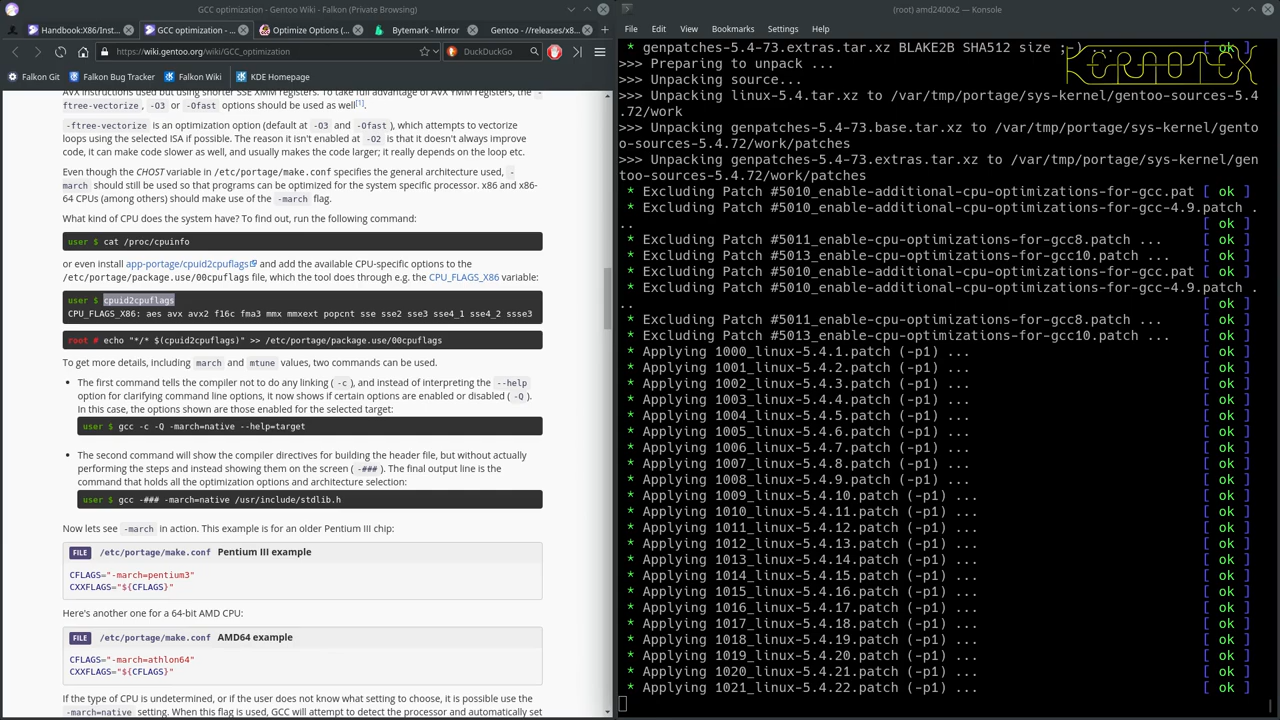 GCC optimization - Gentoo Wiki - Falkon (Private Browsing)
Handbook:X86/Inst...
GCC optimization - ...
Optimize Options (...
Bytemark - Mirror
Gentoo - //releases/x8...
https://wiki.gentoo.org/wiki/GCC_optimization
DuckDuckGo
Falkon Git
Falkon Bug Tracker
Falkon Wiki
KDE Homepage
AVX instructions used but using shorter SSE XMM registers. To take full advantage of AVX YMM registers, the -
ftree-vectorize, -O3 or -Ofast options should be used as well[1].
-ftree-vectorize is an optimization option (default at -O3 and -Ofast), which attempts to vectorize
loops using the selected ISA if possible. The reason it isn't enabled at -O2 is that it doesn't always improve
code, it can make code slower as well, and usually makes the code larger; it really depends on the loop etc.
Even though the CHOST variable in /etc/portage/make.conf specifies the general architecture used, -
march should still be used so that programs can be optimized for the system specific processor. x86 and x86-
64 CPUs (among others) should make use of the -march flag.
What kind of CPU does the system have? To find out, run the following command:
user $ cat /proc/cpuinfo
or even install app-portage/cpuid2cpuflags and add the available CPU-specific options to the
/etc/portage/package.use/00cpuflags file, which the tool does through e.g. the CPU_FLAGS_X86 variable:
user $ cpuid2cpuflags
CPU_FLAGS_X86: aes avx avx2 f16c fma3 mmx mmxext popcnt sse sse2 sse3 sse4_1 sse4_2 ssse3
root # echo "*/* $(cpuid2cpuflags)" >> /etc/portage/package.use/00cpuflags
To get more details, including march and mtune values, two commands can be used.
The first command tells the compiler not to do any linking (-c), and instead of interpreting the --help
option for clarifying command line options, it now shows if certain options are enabled or disabled (-Q).
In this case, the options shown are those enabled for the selected target:
user $ gcc -c -Q -march=native --help=target
The second command will show the compiler directives for building the header file, but without actually
performing the steps and instead showing them on the screen (-###). The final output line is the
command that holds all the optimization options and architecture selection:
user $ gcc -### -march=native /usr/include/stdlib.h
Now lets see -march in action. This example is for an older Pentium III chip:
FILE /etc/portage/make.conf Pentium III example
CFLAGS="-march=pentium3"
CXXFLAGS="${CFLAGS}"
Here's another one for a 64-bit AMD CPU:
FILE /etc/portage/make.conf AMD64 example
CFLAGS="-march=athlon64"
CXXFLAGS="${CFLAGS}"
If the type of CPU is undetermined, or if the user does not know what setting to choose, it is possible use the
-march=native setting. When this flag is used, GCC will attempt to detect the processor and automatically set
(root) amd2400x2 — Konsole
File Edit View Bookmarks Settings Help
* genpatches-5.4-73.extras.tar.xz BLAKE2B SHA512 size ;-) ... [ ok ]
>>> Preparing to unpack ...
>>> Unpacking source...
>>> Unpacking linux-5.4.tar.xz to /var/tmp/portage/sys-kernel/gentoo-sources-5.4
.72/work
>>> Unpacking genpatches-5.4-73.base.tar.xz to /var/tmp/portage/sys-kernel/gento
o-sources-5.4.72/work/patches
>>> Unpacking genpatches-5.4-73.extras.tar.xz to /var/tmp/portage/sys-kernel/gen
too-sources-5.4.72/work/patches
* Excluding Patch #5010_enable-additional-cpu-optimizations-for-gcc.pat [ ok ]
* Excluding Patch #5010_enable-additional-cpu-optimizations-for-gcc-4.9.patch .
.. [ ok ]
* Excluding Patch #5011_enable-cpu-optimizations-for-gcc8.patch ... [ ok ]
* Excluding Patch #5013_enable-cpu-optimizations-for-gcc10.patch ... [ ok ]
* Excluding Patch #5010_enable-additional-cpu-optimizations-for-gcc.pat [ ok ]
* Excluding Patch #5010_enable-additional-cpu-optimizations-for-gcc-4.9.patch .
.. [ ok ]
* Excluding Patch #5011_enable-cpu-optimizations-for-gcc8.patch ... [ ok ]
* Excluding Patch #5013_enable-cpu-optimizations-for-gcc10.patch ... [ ok ]
* Applying 1000_linux-5.4.1.patch (-p1) ... [ ok ]
* Applying 1001_linux-5.4.2.patch (-p1) ... [ ok ]
* Applying 1002_linux-5.4.3.patch (-p1) ... [ ok ]
* Applying 1003_linux-5.4.4.patch (-p1) ... [ ok ]
* Applying 1004_linux-5.4.5.patch (-p1) ... [ ok ]
* Applying 1005_linux-5.4.6.patch (-p1) ... [ ok ]
* Applying 1006_linux-5.4.7.patch (-p1) ... [ ok ]
* Applying 1007_linux-5.4.8.patch (-p1) ... [ ok ]
* Applying 1008_linux-5.4.9.patch (-p1) ... [ ok ]
* Applying 1009_linux-5.4.10.patch (-p1) ... [ ok ]
* Applying 1010_linux-5.4.11.patch (-p1) ... [ ok ]
* Applying 1011_linux-5.4.12.patch (-p1) ... [ ok ]
* Applying 1012_linux-5.4.13.patch (-p1) ... [ ok ]
* Applying 1013_linux-5.4.14.patch (-p1) ... [ ok ]
* Applying 1014_linux-5.4.15.patch (-p1) ... [ ok ]
* Applying 1015_linux-5.4.16.patch (-p1) ... [ ok ]
* Applying 1016_linux-5.4.17.patch (-p1) ... [ ok ]
* Applying 1017_linux-5.4.18.patch (-p1) ... [ ok ]
* Applying 1018_linux-5.4.19.patch (-p1) ... [ ok ]
* Applying 1019_linux-5.4.20.patch (-p1) ... [ ok ]
* Applying 1020_linux-5.4.21.patch (-p1) ... [ ok ]
* Applying 1021_linux-5.4.22.patch (-p1) ... [ ok ]